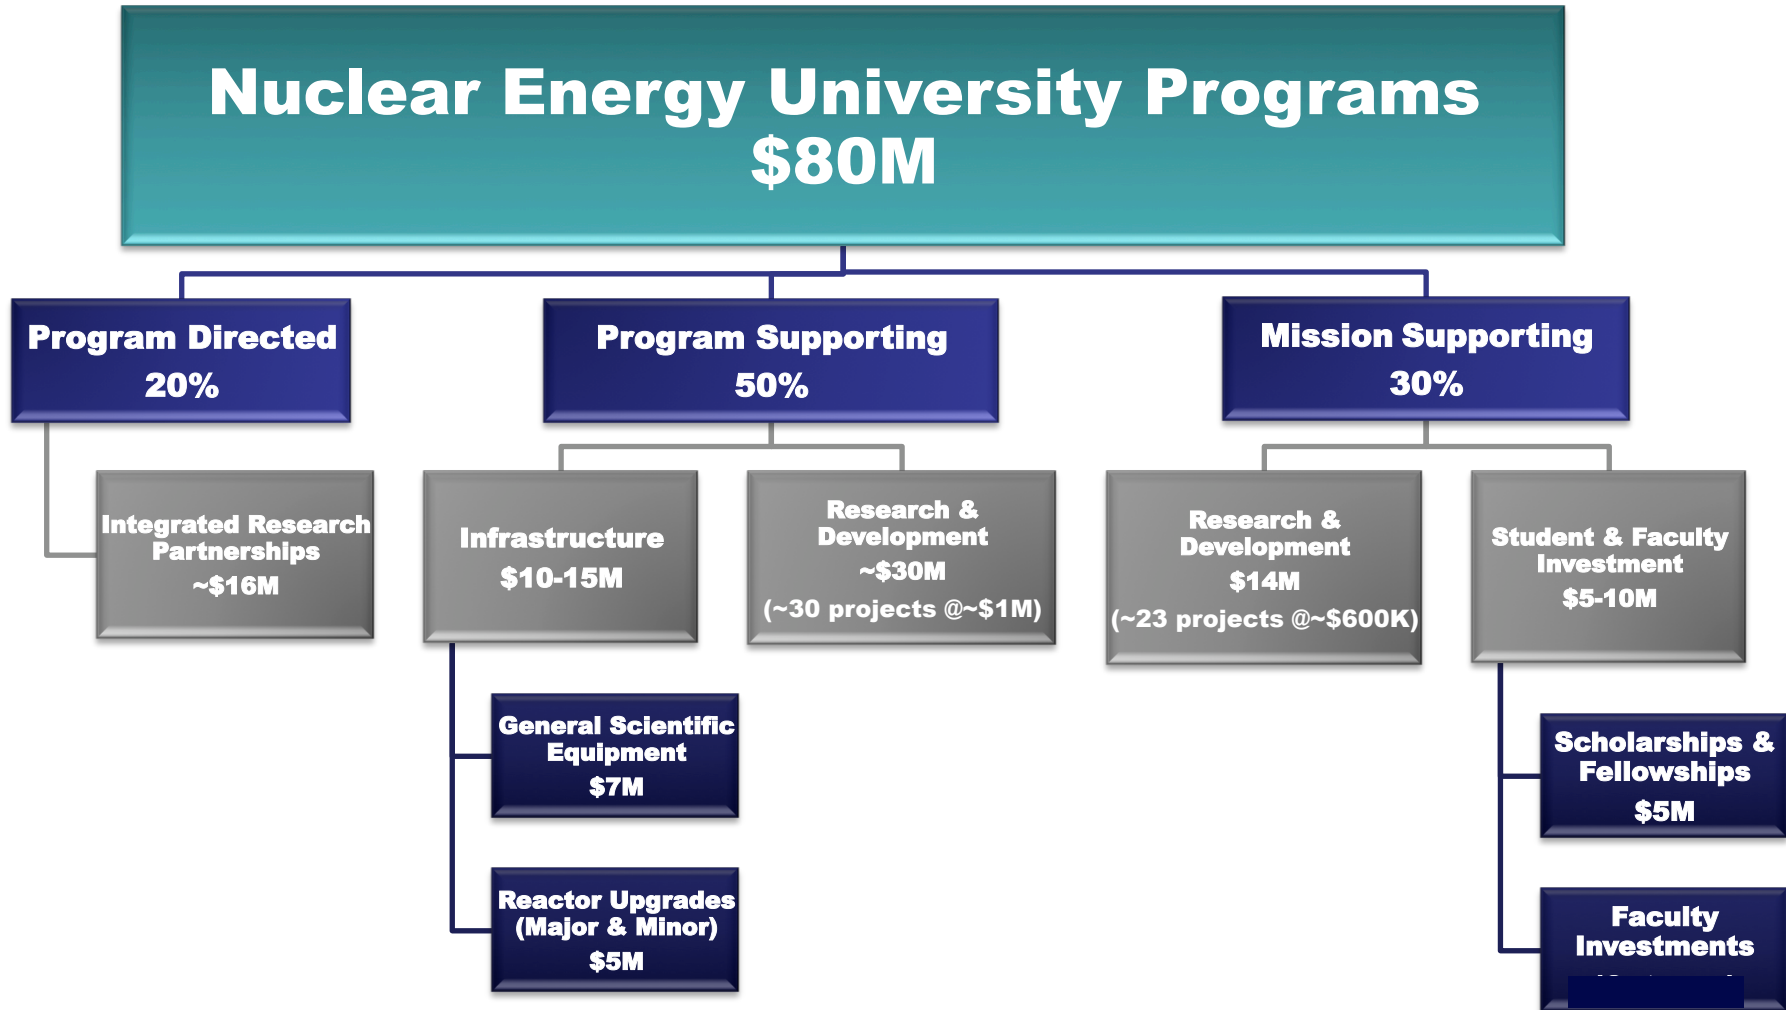 Nuclear Energy University Programs
$80M
Program Directed
20%
Program Supporting
50%
Mission Supporting
30%
Integrated Research
Partnerships
~$16M
Infrastructure
$10-15M
Research &
Development
~$30M
(~30 projects @~$1M)
Research &
Development
$14M
(~23 projects @~$600K)
Student & Faculty
Investment
$5-10M
General Scientific
Equipment
$7M
Reactor Upgrades
(Major & Minor)
$5M
Scholarships &
Fellowships
$5M
Faculty
Investments